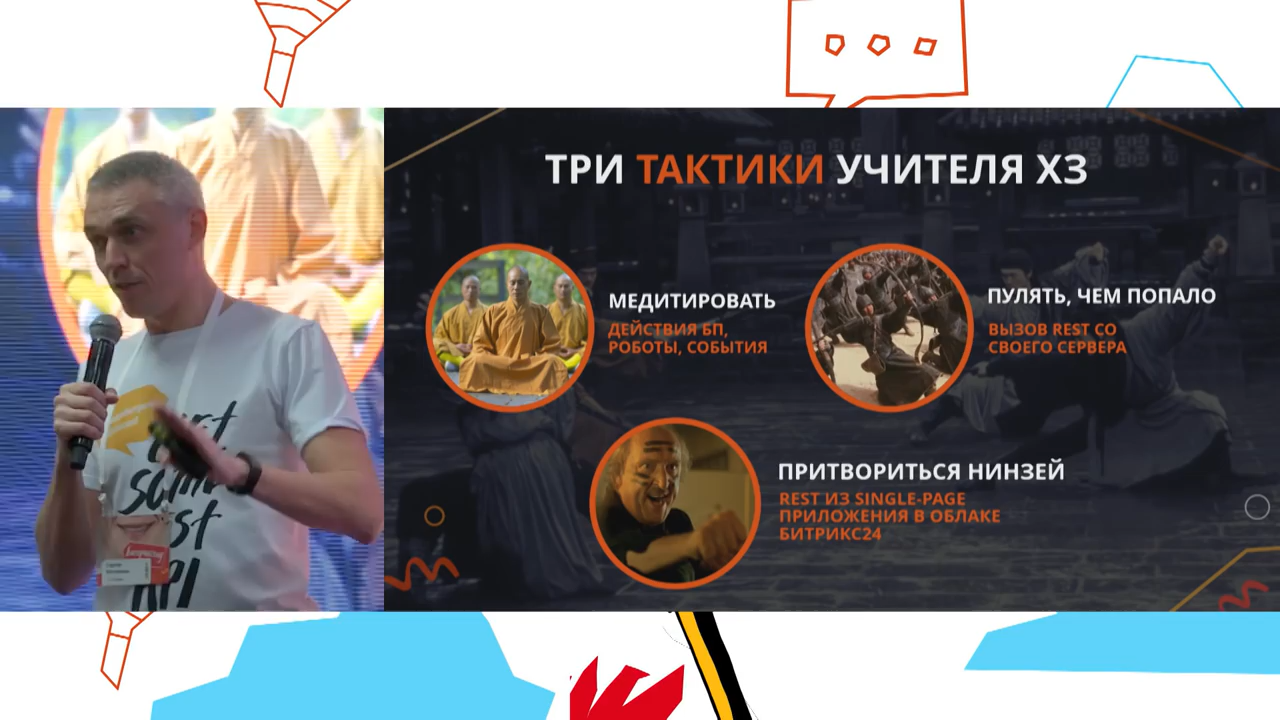 ТРИ ТАКТИКИ УЧИТЕЛЯ ХЗ
МЕДИТИРОВАТЬ
ДЕЙСТВИЯ БП,
РОБОТЫ, СОБЫТИЯ
ПУЛЯТЬ, ЧЕМ ПОПАЛО
ВЫЗОВ REST СО
СВОЕГО СЕРВЕРА
ПРИТВОРИТЬСЯ НИНЗЕЙ
REST ИЗ SINGLE-PAGE
ПРИЛОЖЕНИЯ В ОБЛАКЕ
БИТРИКС24